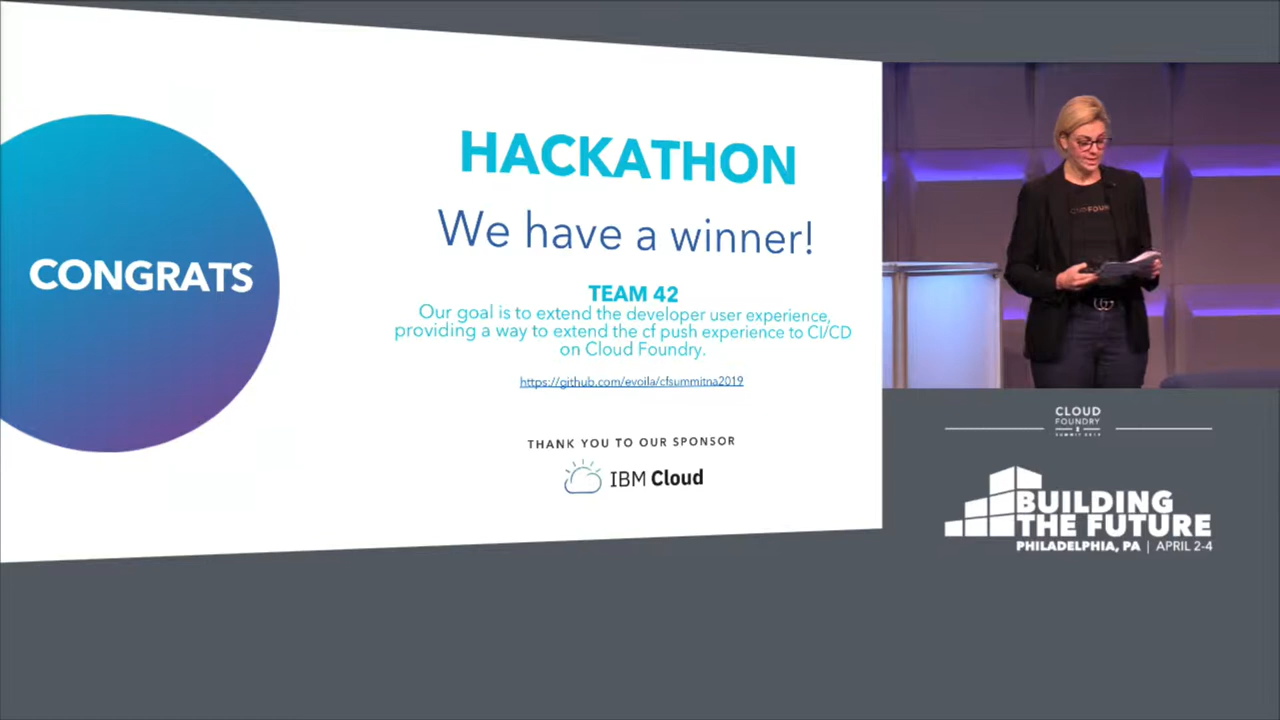 CONGRATS
HACKATHON
We have a winner!
TEAM 42
Our goal is to extend the developer user experience,
providing a way to extend the cf push experience to CI/CD
on Cloud Foundry.
https://github.com/evoila/cfsummitna2019
THANK YOU TO OUR SPONSOR
IBM Cloud
CLOUD
FOUNDRY
SUMMIT 2019
BUILDING
THE FUTURE
PHILADELPHIA, PA | APRIL 2-4